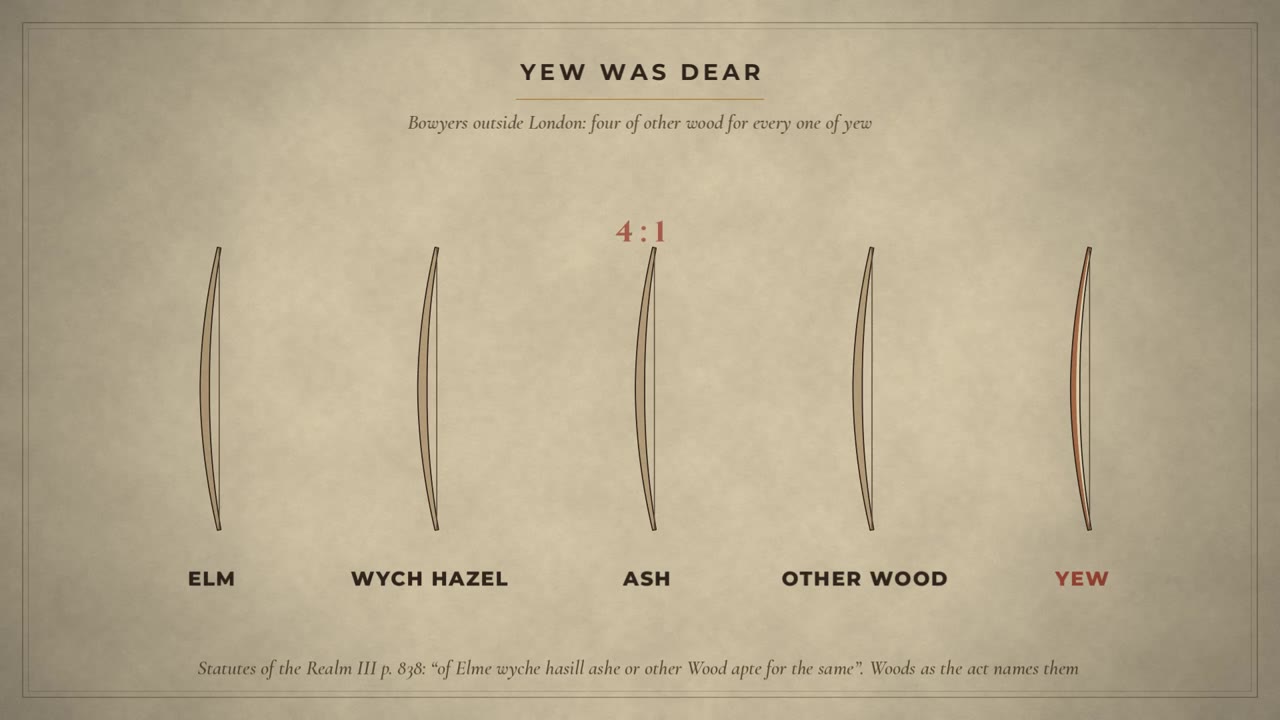 YEW WAS DEAR
Bowyers outside London: four of other wood for every one of yew
4 : 1
ELM
WYCH HAZEL
ASH
OTHER WOOD
YEW
Statutes of the Realm III p. 838: “of Elme wyche hasill ashe or other Wood apte for the same”. Woods as the act names them